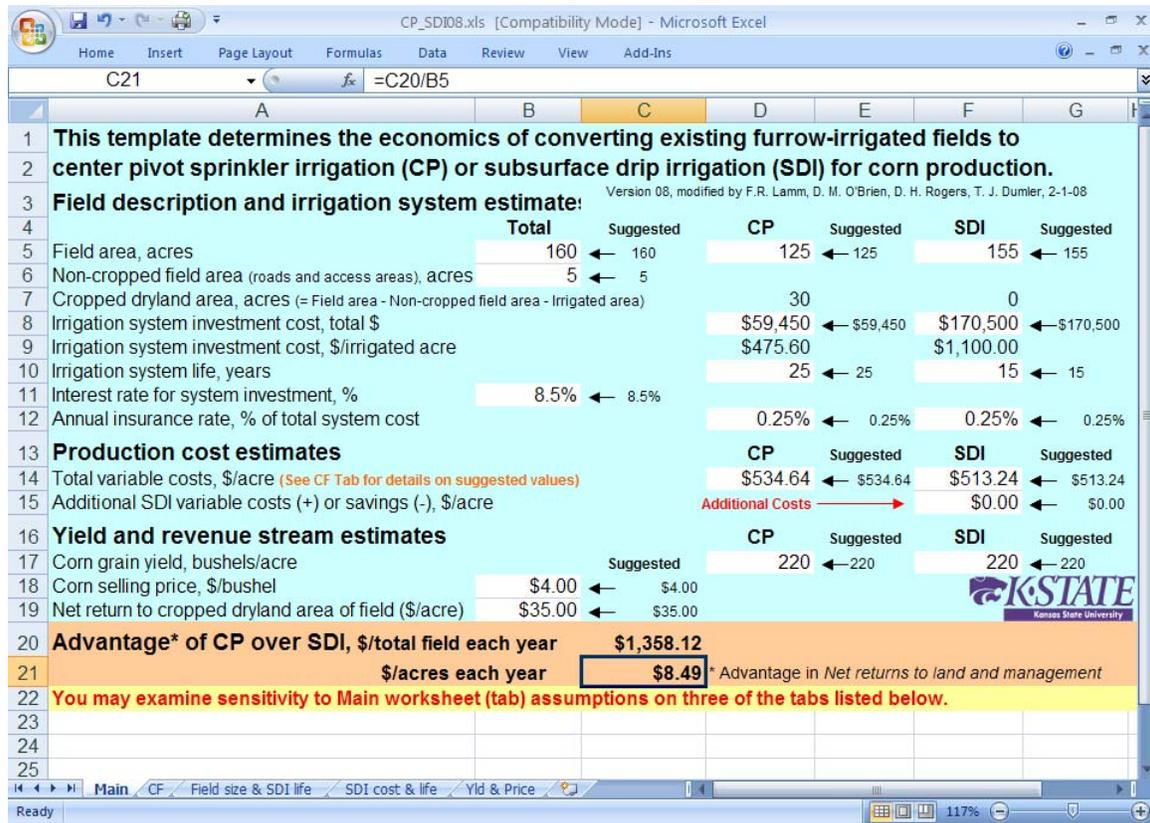 CP_SDI08.xls [Compatibility Mode] - Microsoft Excel
Home Insert Page Layout Formulas Data Review View Add-Ins
C21 fx =C20/B5
A B C D E F G H
1 This template determines the economics of converting existing furrow-irrigated fields to
2 center pivot sprinkler irrigation (CP) or subsurface drip irrigation (SDI) for corn production.
Version 08, modified by F.R. Lamm, D. M. O'Brien, D. H. Rogers, T. J. Dumler, 2-1-08
3 Field description and irrigation system estimates
4 Total Suggested CP Suggested SDI Suggested
5 Field area, acres 160 160 125 125 155 155
6 Non-cropped field area (roads and access areas), acres 5 5
7 Cropped dryland area, acres (= Field area - Non-cropped field area - Irrigated area) 30 0
8 Irrigation system investment cost, total $ $59,450 $59,450 $170,500 $170,500
9 Irrigation system investment cost, $/irrigated acre $475.60 $1,100.00
10 Irrigation system life, years 25 25 15 15
11 Interest rate for system investment, % 8.5% 8.5%
12 Annual insurance rate, % of total system cost 0.25% 0.25% 0.25% 0.25%
13 Production cost estimates CP Suggested SDI Suggested
14 Total variable costs, $/acre (See CF Tab for details on suggested values) $534.64 $534.64 $513.24 $513.24
15 Additional SDI variable costs (+) or savings (-), $/acre Additional Costs $0.00 $0.00
16 Yield and revenue stream estimates CP Suggested SDI Suggested
17 Corn grain yield, bushels/acre Suggested 220 220 220 220
18 Corn selling price, $/bushel $4.00 $4.00
19 Net return to cropped dryland area of field ($/acre) $35.00 $35.00
K-STATE
Kansas State University
20 Advantage* of CP over SDI, $/total field each year $1,358.12
21 $/acres each year $8.49 * Advantage in Net returns to land and management
22 You may examine sensitivity to Main worksheet (tab) assumptions on three of the tabs listed below.
23
24
25
Main CF Field size & SDI life SDI cost & life Yld & Price
Ready 117%